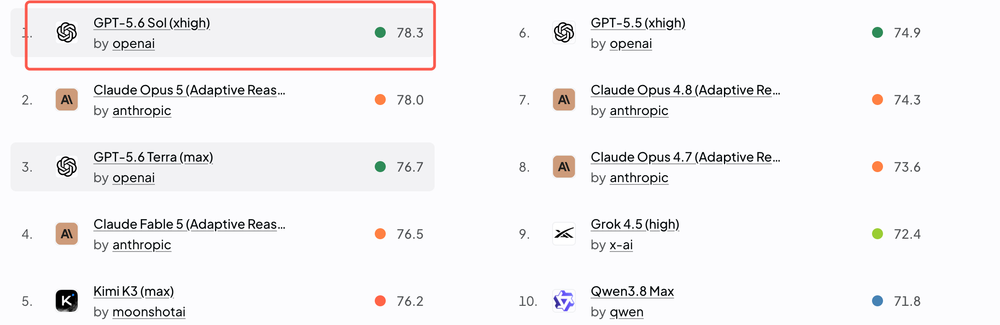 1.
GPT-5.6 Sol (xhigh)
by openai
78.3
2.
Claude Opus 5 (Adaptive Reas...
by anthropic
78.0
3.
GPT-5.6 Terra (max)
by openai
76.7
4.
Claude Fable 5 (Adaptive Reas...
by anthropic
76.5
5.
Kimi K3 (max)
by moonshotai
76.2
6.
GPT-5.5 (xhigh)
by openai
74.9
7.
Claude Opus 4.8 (Adaptive Re...
by anthropic
74.3
8.
Claude Opus 4.7 (Adaptive Re...
by anthropic
73.6
9.
Grok 4.5 (high)
by x-ai
72.4
10.
Qwen3.8 Max
by qwen
71.8